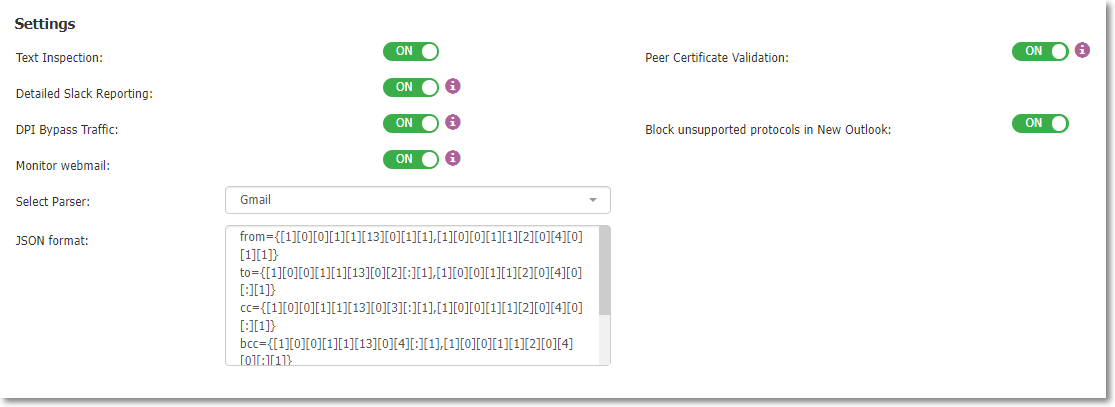 Settings
Text Inspection: ON Peer Certificate Validation: ON
Detailed Slack Reporting: ON
DPI Bypass Traffic: ON Block unsupported protocols in New Outlook: ON
Monitor webmail: ON
Select Parser: Gmail
JSON format:
from={[1][0][0][1][1][13][0][1][1],[1][0][0][1][1][2][0][4][0]
[1][1]}
to={[1][0][0][1][1][13][0][2][:][1],[1][0][0][1][1][2][0][4][0]
[:][1]}
cc={[1][0][0][1][1][13][0][3][:][1],[1][0][0][1][1][2][0][4][0]
[:][1]}
bcc={[1][0][0][1][1][13][0][4][:][1],[1][0][0][1][1][2][0][4]
[0][:][1]}